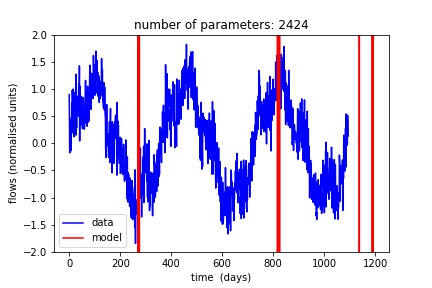 number of parameters: 2424
2.0
1.5
1.0
0.5
0.0
−0.5
−1.0
−1.5
−2.0
flows (normalised units)
data
model
0 200 400 600 800 1000 1200
time (days)